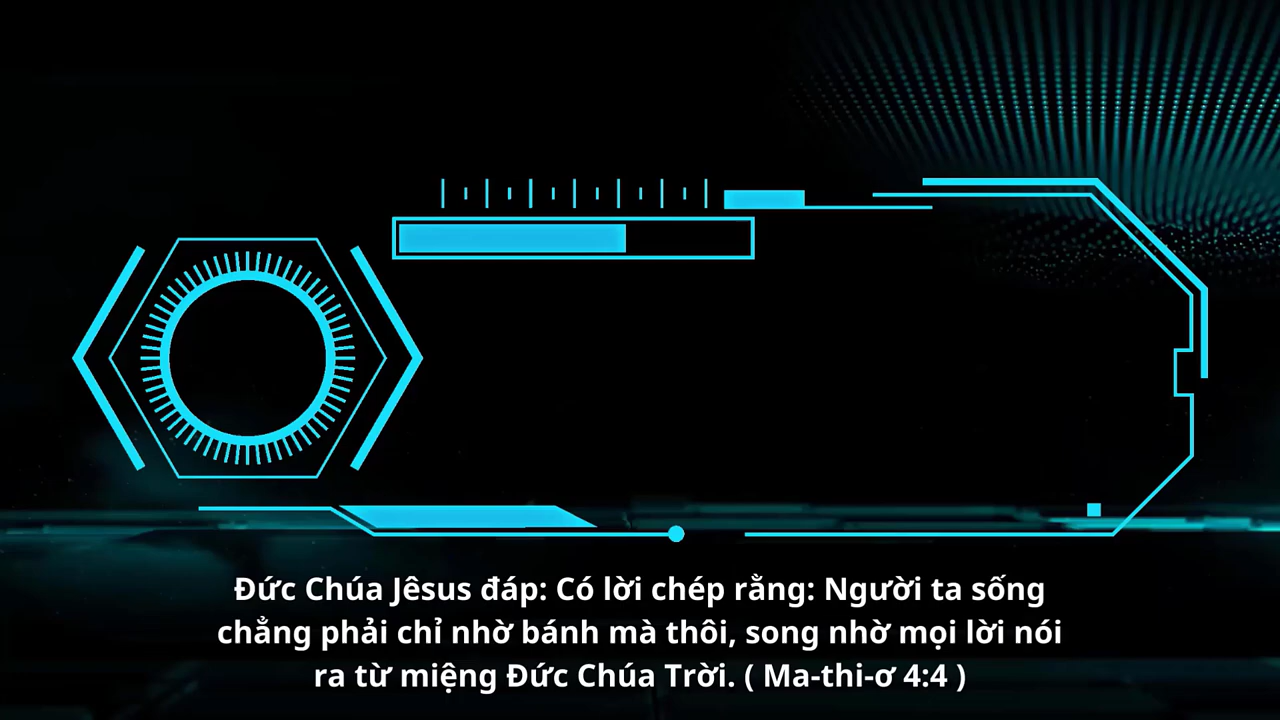 Đức Chúa Jêsus đáp: Có lời chép rằng: Người ta sống
chẳng phải chỉ nhờ bánh mà thôi, song nhờ mọi lời nói
ra từ miệng Đức Chúa Trời. ( Ma-thi-ơ 4:4 )